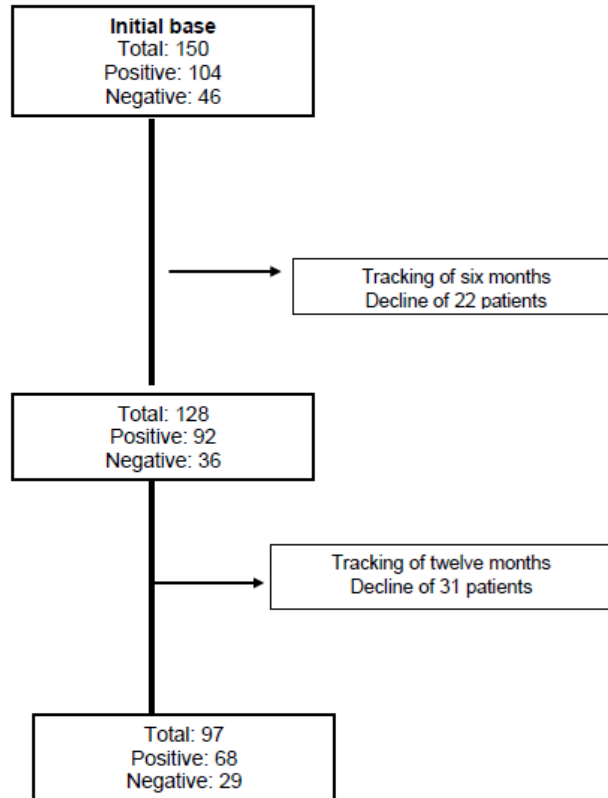 Initial base
Total: 150
Positive: 104
Negative: 46
Tracking of six months
Decline of 22 patients
Total: 128
Positive: 92
Negative: 36
Tracking of twelve months
Decline of 31 patients
Total: 97
Positive: 68
Negative: 29